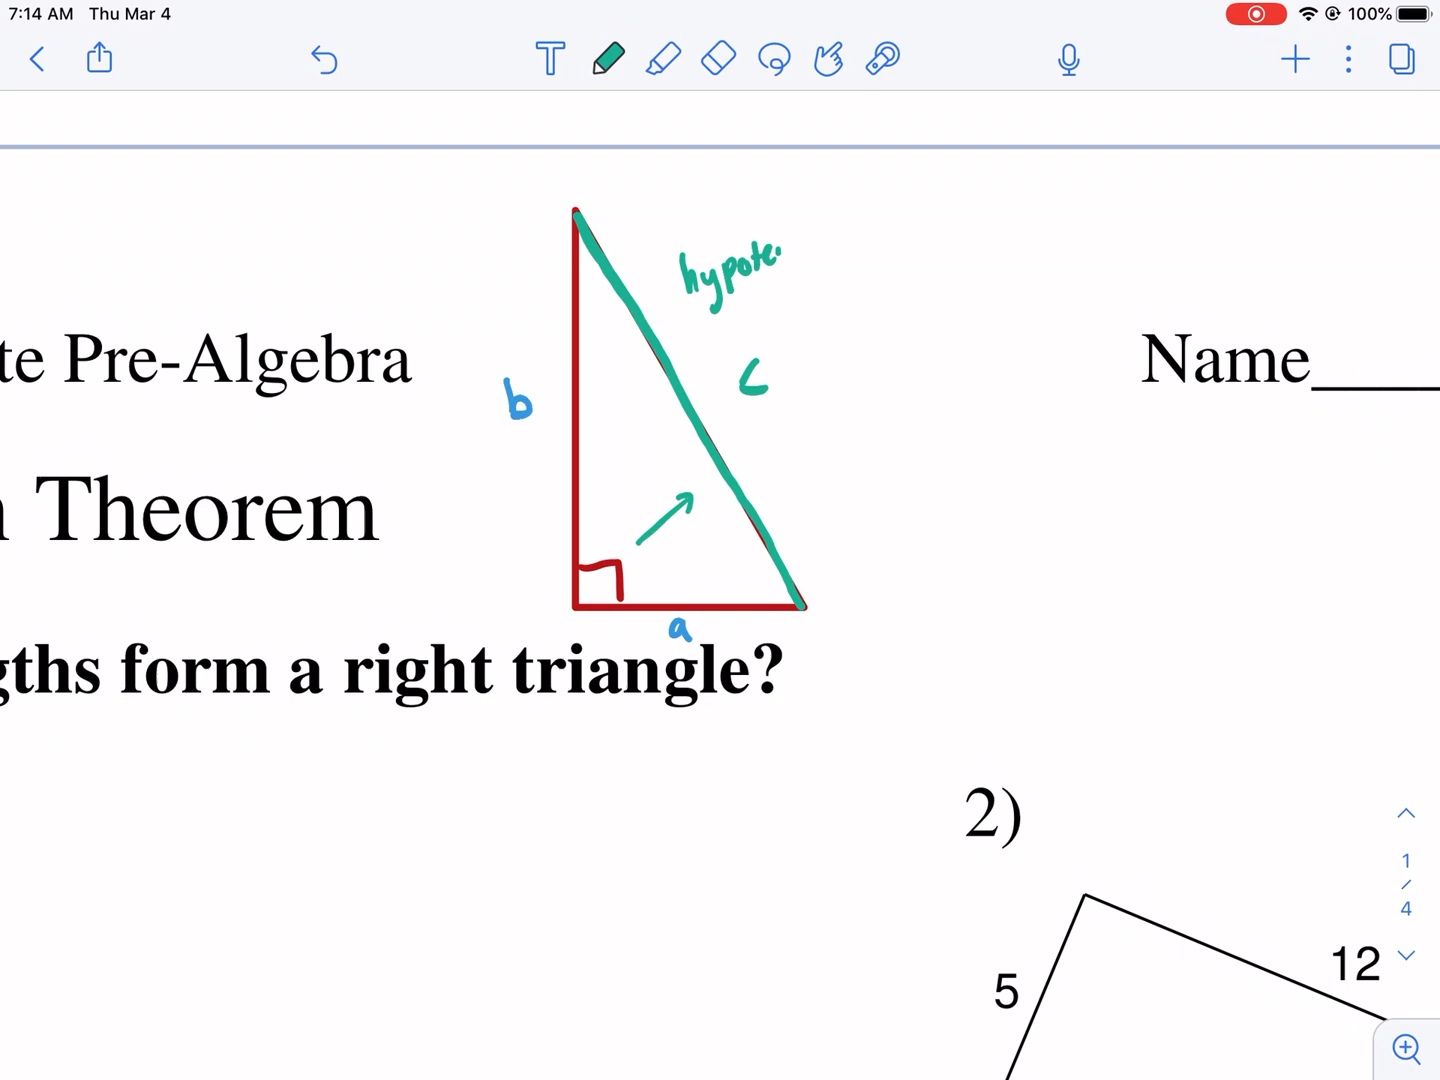 7:14 AM Thu Mar 4
100%
T
hypote
te Pre-Algebra
Name____
b
c
Theorem
a
gths form a right triangle?
2)
1
/
4
12
5